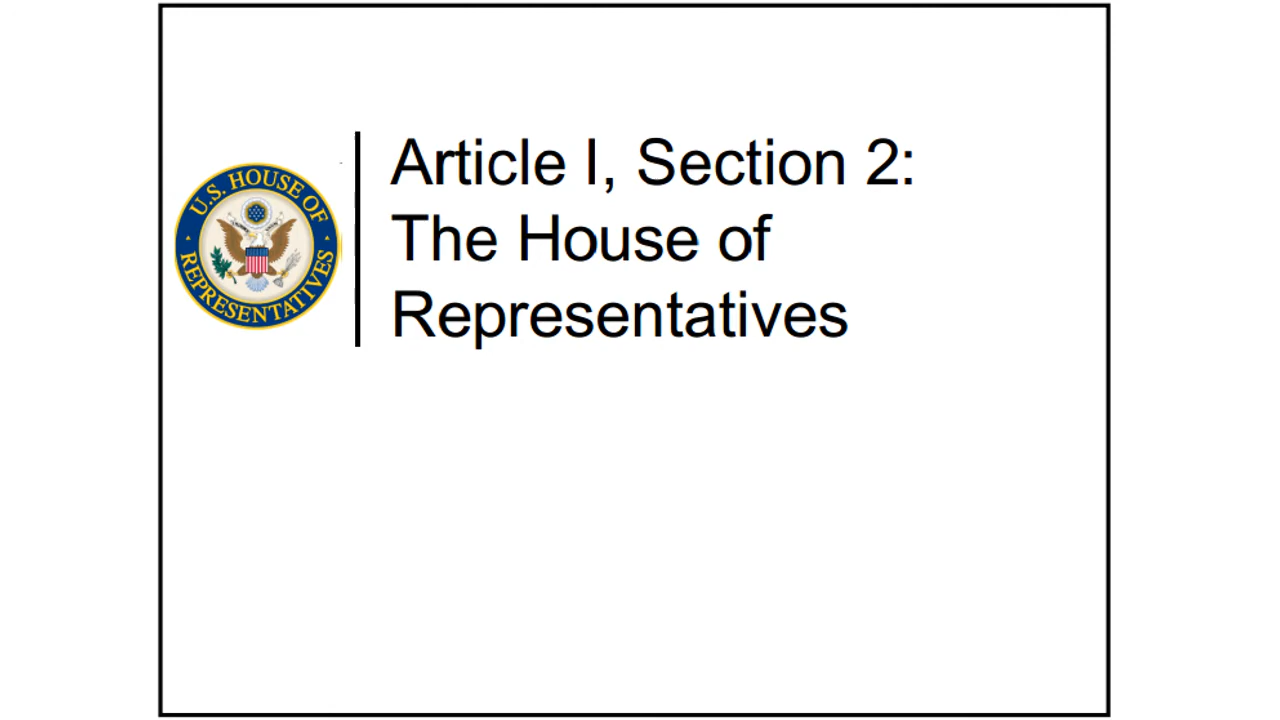 U.S. HOUSE OF
REPRESENTATIVES
Article I, Section 2:
The House of
Representatives